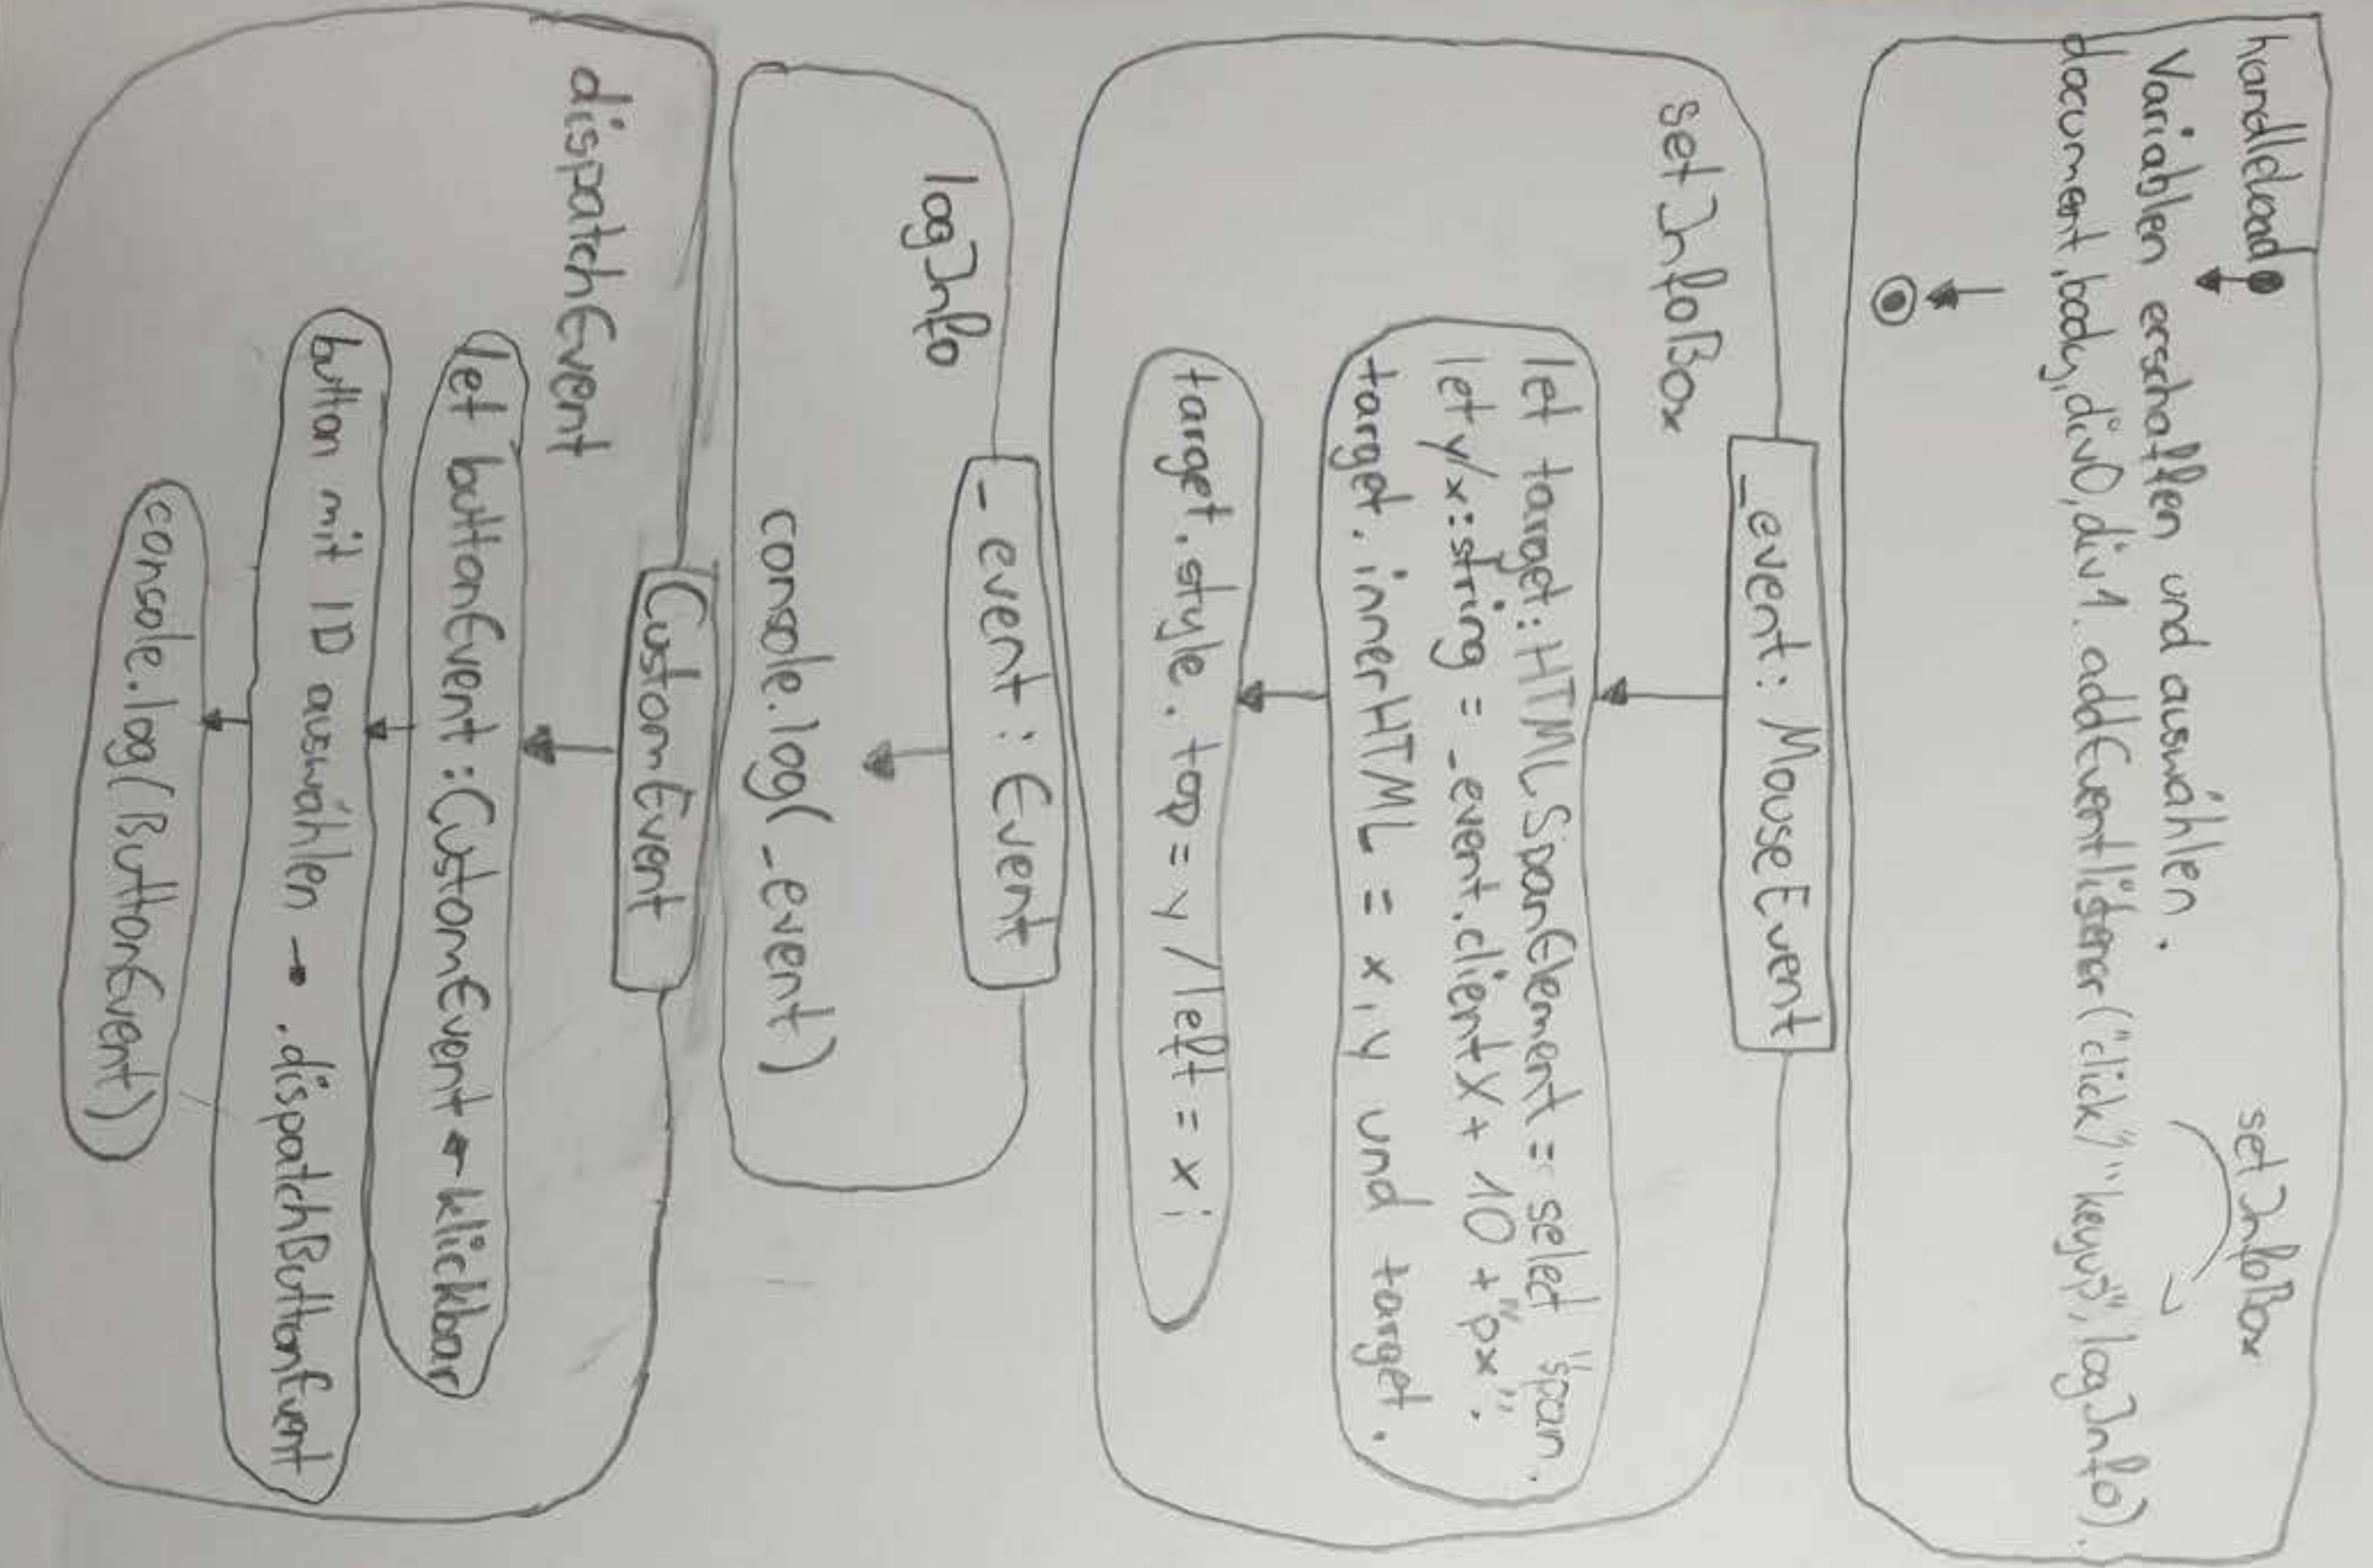 handleload
Variablen erschaffen und auswählen.
setInfoBox
document, body, div0, div1. addEventlistener("click/" "keyup", logInfo).
_event: MouseEvent
setInfoBox
let target: HTMLSpanElement = select "span.
let y/x: string = _event.clientX + 10 + "px".
target. innerHTML = x, y und target.
target. style. top = y / left = x;
_event : Event
logInfo
console.log(_event)
CustomEvent
dispatchEvent
let buttonEvent : CustomEvent ← klickbar
button mit ID auswählen → .dispatchButtonEvent
console.log(ButtonEvent)